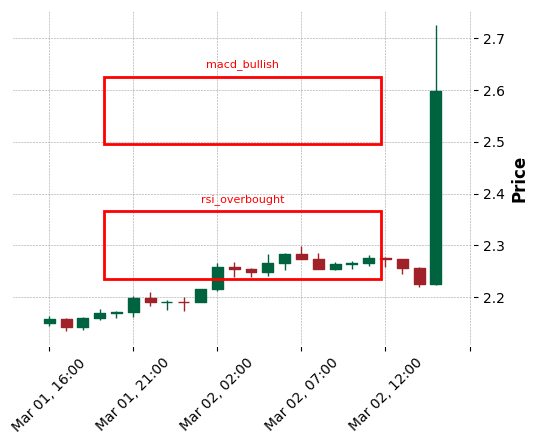 macd_bullish
rsi_overbought
2.7
2.6
2.5
2.4
2.3
2.2
Price
Mar 01, 16:00
Mar 01, 21:00
Mar 02, 02:00
Mar 02, 07:00
Mar 02, 12:00